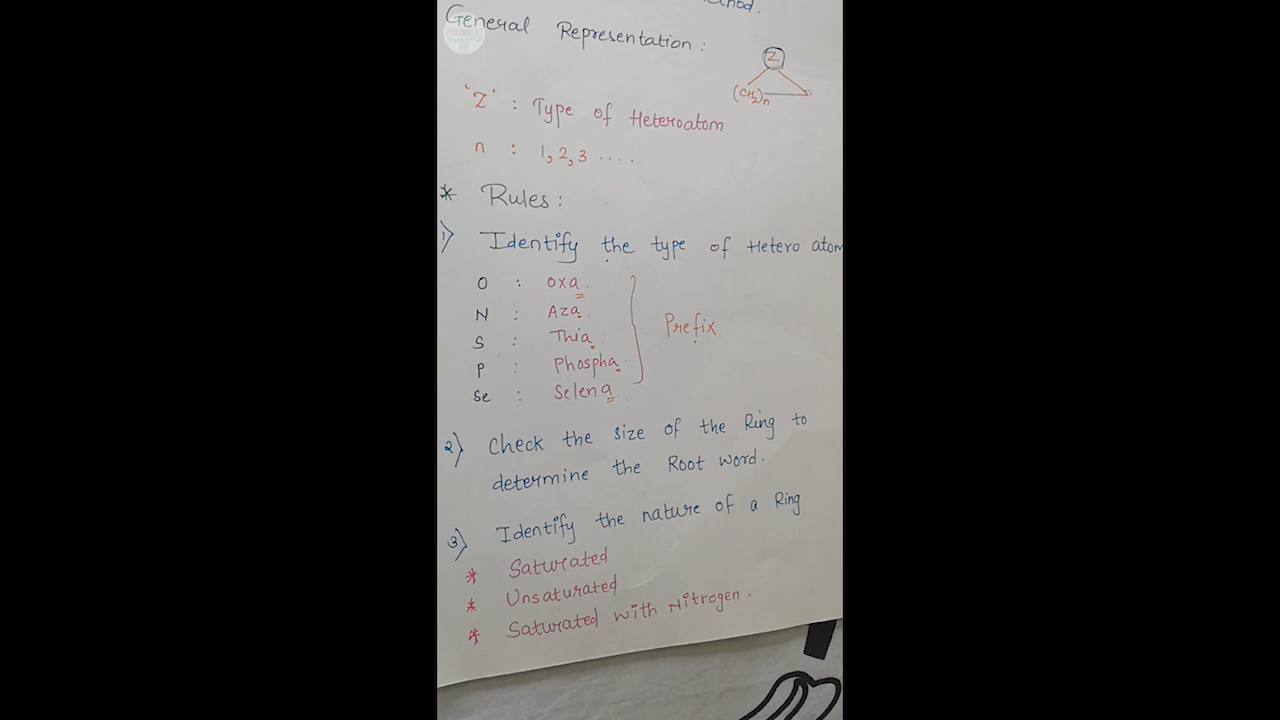 General Representation :
Z
(CH2)n
'Z' : Type of Heteroatom
n : 1, 2, 3 ....
* Rules :
1) Identify the type of Hetero atom
O : oxa
N : Aza
S : Thia
P : Phospha
Se : Selena
Prefix
2) Check the size of the Ring to
determine the Root word.
3) Identify the nature of a Ring
* Saturated
* Unsaturated
* Saturated with Nitrogen.